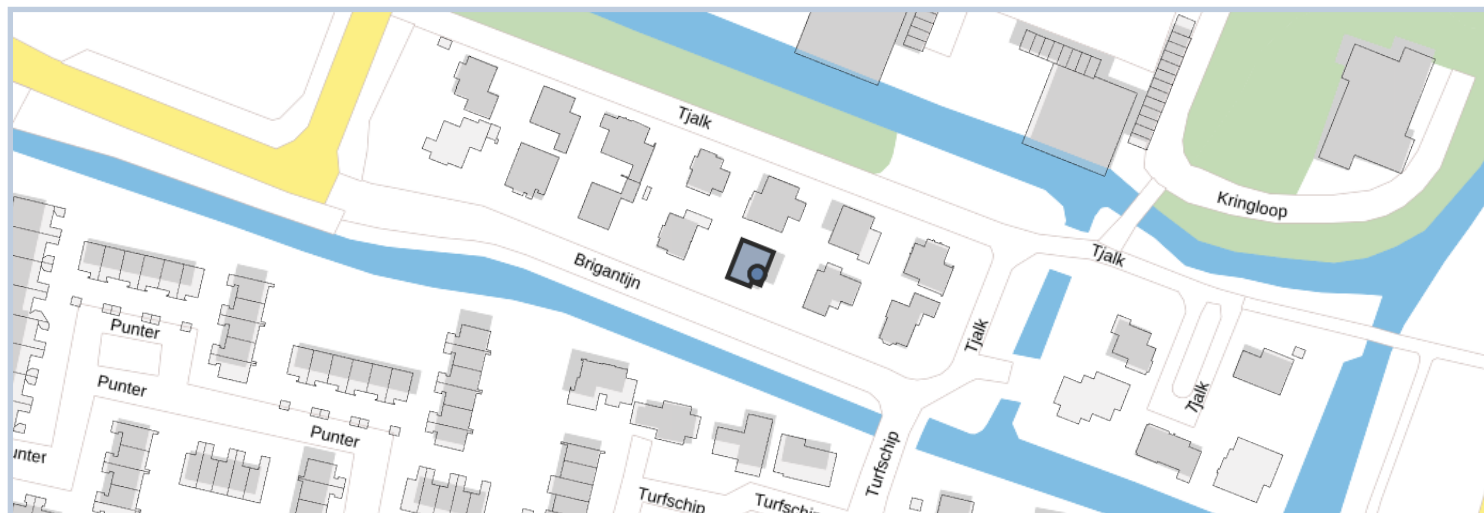 Tjalk
Kringloop
Tjalk
Brigantijn
Tjalk
Punter
Punter
Tjalk
Punter
unter
Turfschip
Turfschip
Turfschip